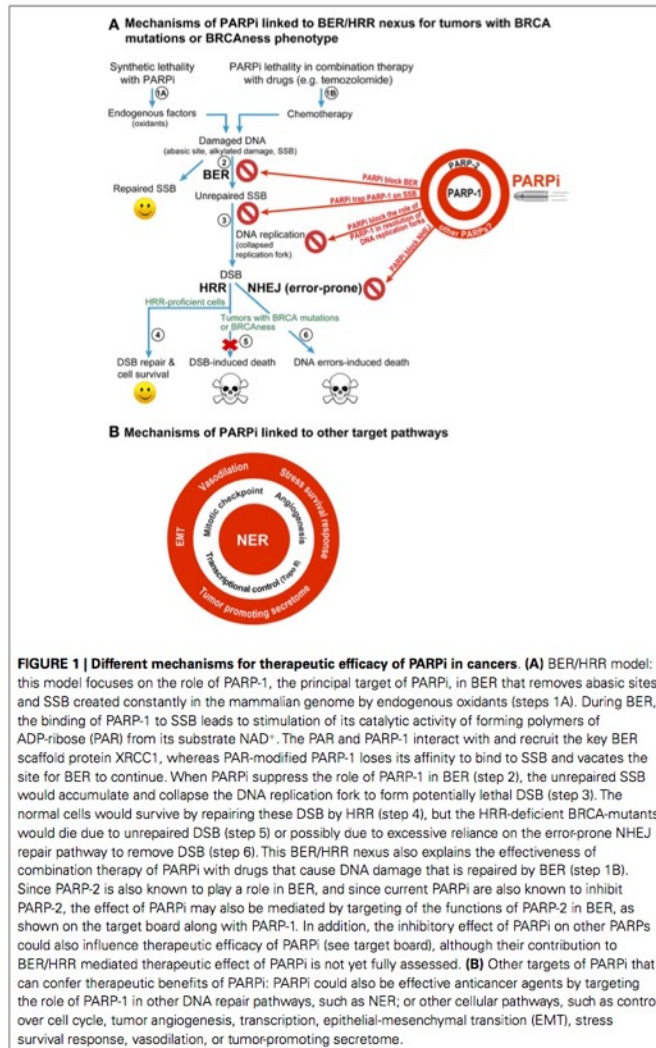 A Mechanisms of PARPi linked to BER/HRR nexus for tumors with BRCA
mutations or BRCAness phenotype
Synthetic lethality
with PARPi
PARPi lethality in combination therapy
with drugs (e.g. temozolomide)
1A
1B
Endogenous factors
(oxidants)
Chemotherapy
Damaged DNA
(abasic site, alkylated damage, SSB)
2
BER
PARPi block BER
PARP-2
PARP-1
other PARPs?
PARPi
Repaired SSB
Unrepaired SSB
PARPi trap PARP-1 on SSB
3
DNA replication
(collapsed
replication fork)
PARPi block the role of
PARP-1 in resolution of
DNA replication forks
PARPi block NHEJ
DSB
HRR
NHEJ (error-prone)
HRR-proficient cells
Tumors with BRCA mutations
or BRCAness
4
5
6
DSB repair &
cell survival
DSB-induced death
DNA errors-induced death
B Mechanisms of PARPi linked to other target pathways
Vasodilation
Stress survival response
EMT
Tumor promoting secretome
Mitotic checkpoint
Angiogenesis
Transcriptional control (Topo II)
NER
FIGURE 1 | Different mechanisms for therapeutic efficacy of PARPi in cancers. (A) BER/HRR model:
this model focuses on the role of PARP-1, the principal target of PARPi, in BER that removes abasic sites
and SSB created constantly in the mammalian genome by endogenous oxidants (steps 1A). During BER,
the binding of PARP-1 to SSB leads to stimulation of its catalytic activity of forming polymers of
ADP-ribose (PAR) from its substrate NAD⁺. The PAR and PARP-1 interact with and recruit the key BER
scaffold protein XRCC1, whereas PAR-modified PARP-1 loses its affinity to bind to SSB and vacates the
site for BER to continue. When PARPi suppress the role of PARP-1 in BER (step 2), the unrepaired SSB
would accumulate and collapse the DNA replication fork to form potentially lethal DSB (step 3). The
normal cells would survive by repairing these DSB by HRR (step 4), but the HRR-deficient BRCA-mutants
would die due to unrepaired DSB (step 5) or possibly due to excessive reliance on the error-prone NHEJ
repair pathway to remove DSB (step 6). This BER/HRR nexus also explains the effectiveness of
combination therapy of PARPi with drugs that cause DNA damage that is repaired by BER (step 1B).
Since PARP-2 is also known to play a role in BER, and since current PARPi are also known to inhibit
PARP-2, the effect of PARPi may also be mediated by targeting of the functions of PARP-2 in BER, as
shown on the target board along with PARP-1. In addition, the inhibitory effect of PARPi on other PARPs
could also influence therapeutic efficacy of PARPi (see target board), although their contribution to
BER/HRR mediated therapeutic effect of PARPi is not yet fully assessed. (B) Other targets of PARPi that
can confer therapeutic benefits of PARPi: PARPi could also be effective anticancer agents by targeting
the role of PARP-1 in other DNA repair pathways, such as NER; or other cellular pathways, such as control
over cell cycle, tumor angiogenesis, transcription, epithelial-mesenchymal transition (EMT), stress
survival response, vasodilation, or tumor-promoting secretome.